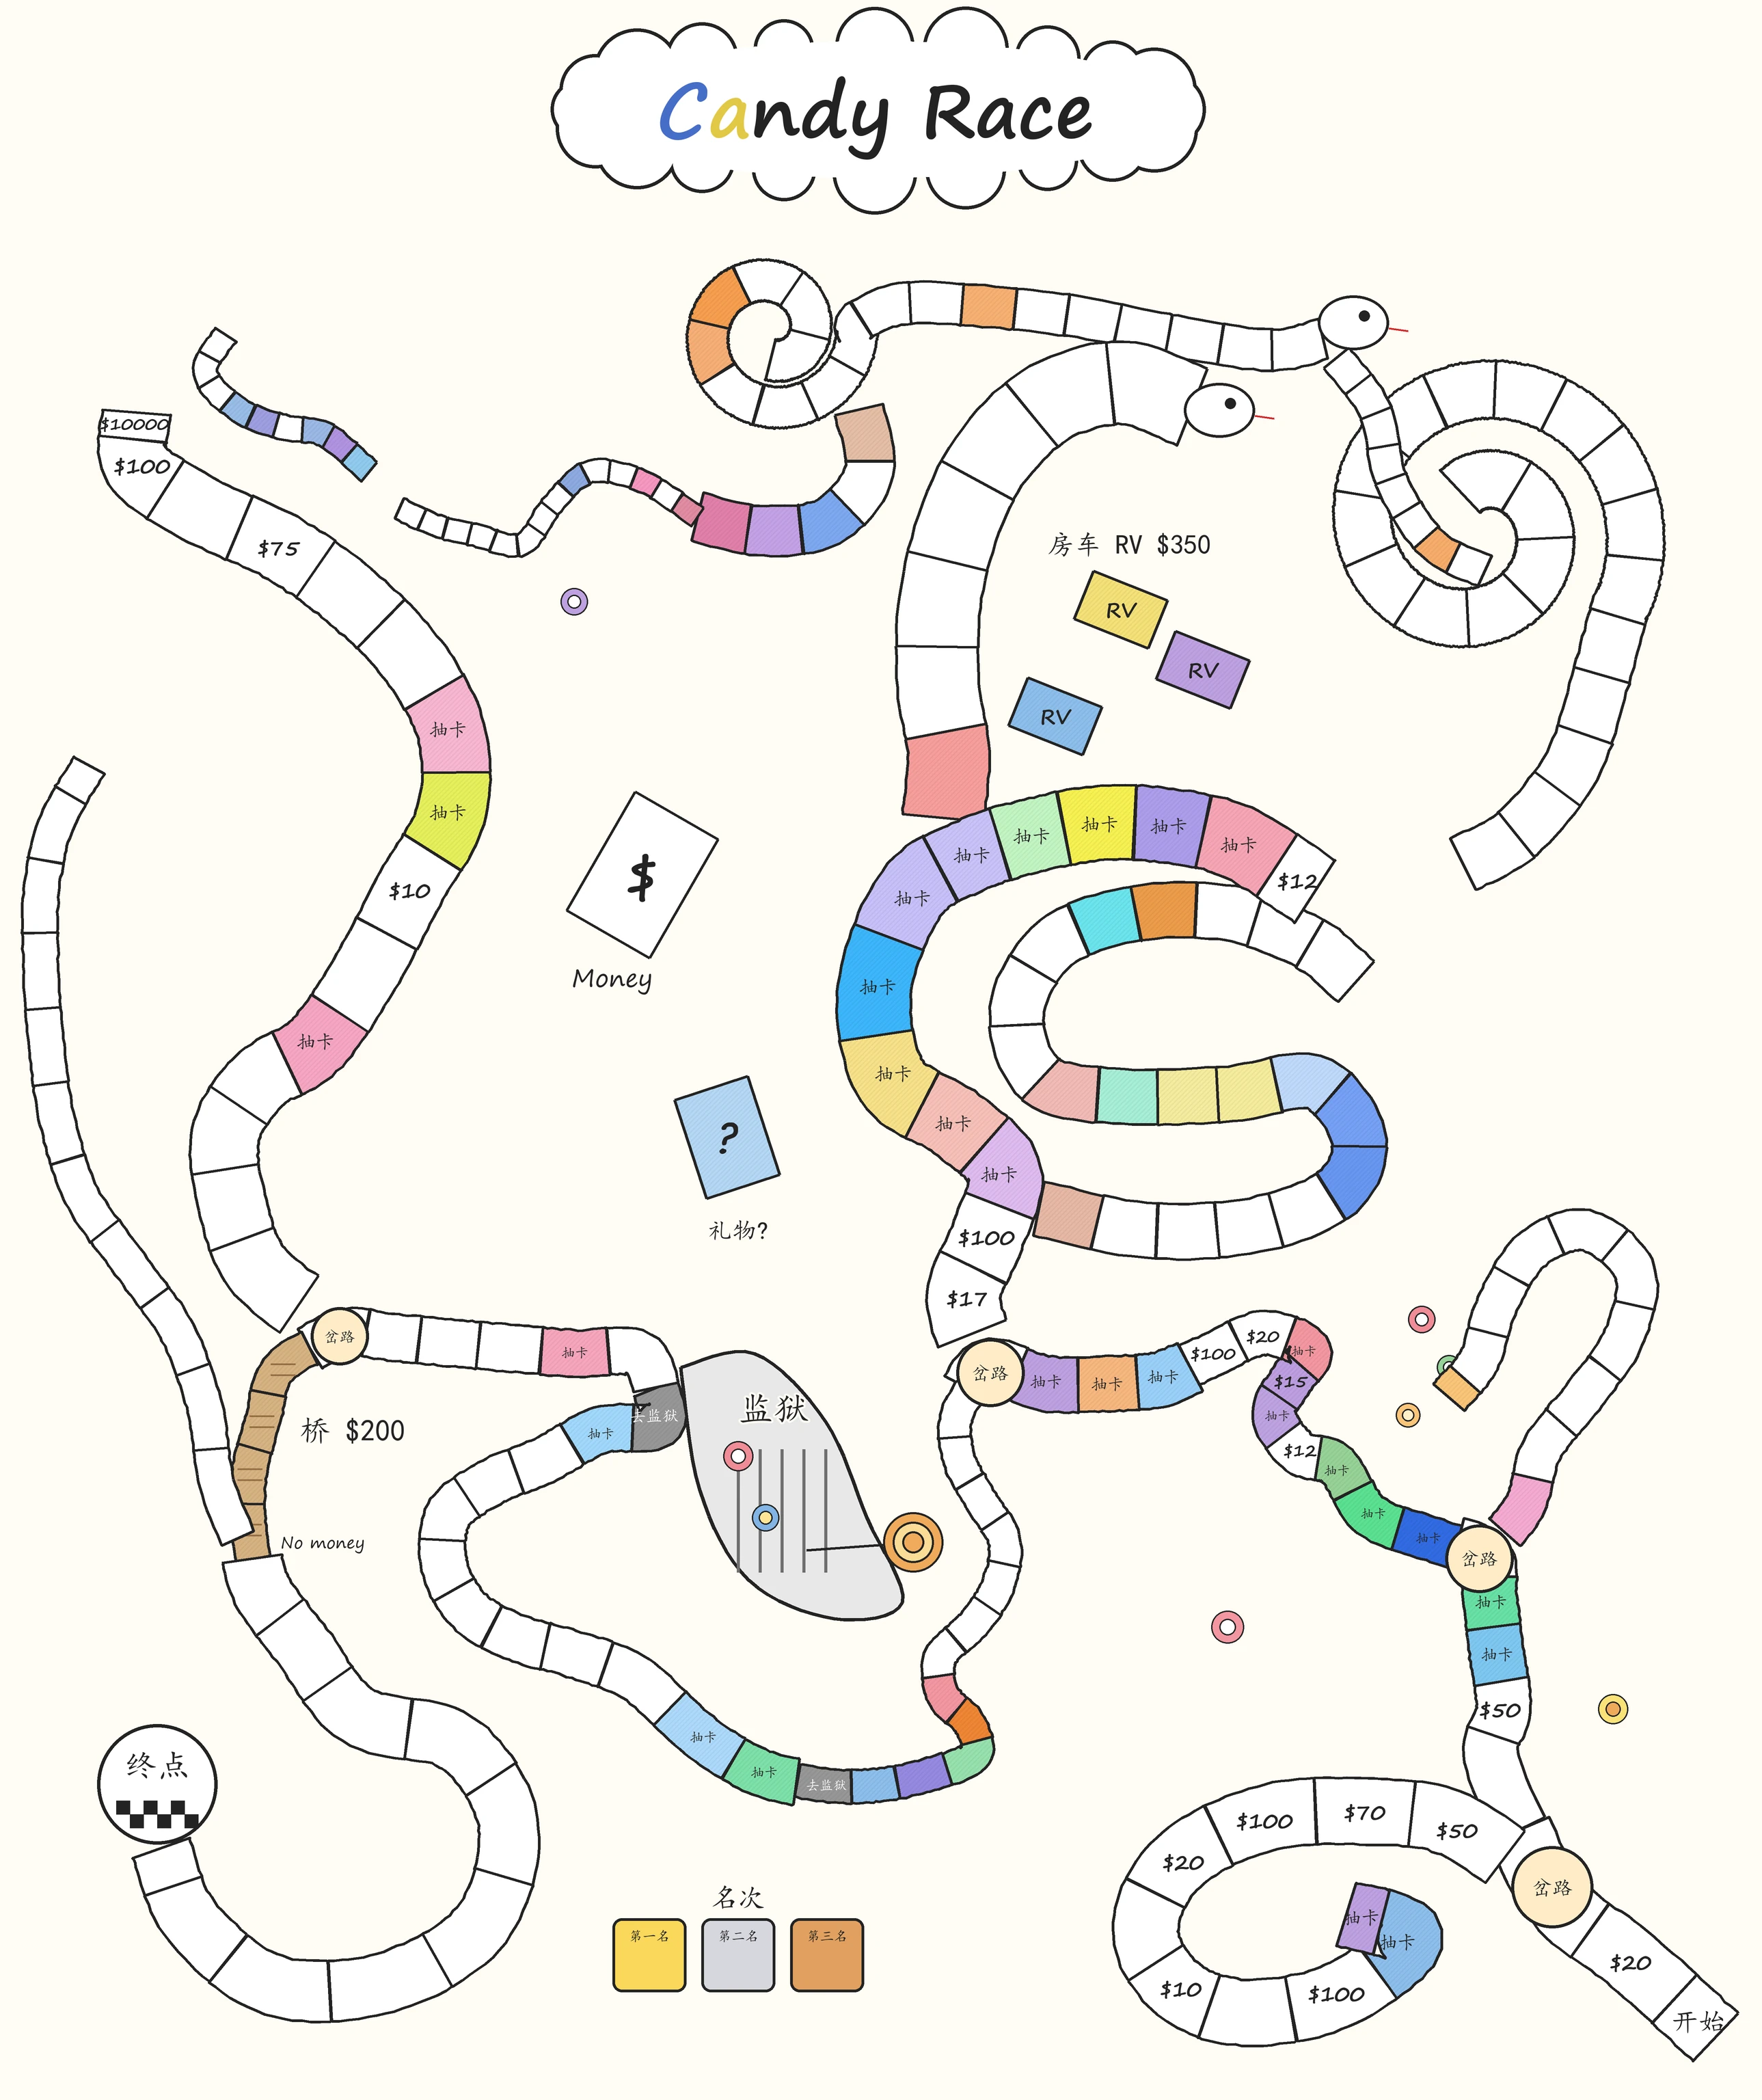 Candy Race
$10000
$100
$75
房车 RV $350
RV
RV
RV
抽卡
抽卡
$10
抽卡
$
Money
?
礼物?
抽卡
抽卡
抽卡
抽卡
抽卡
$12
抽卡
抽卡
抽卡
抽卡
抽卡
$100
$17
岔路
抽卡
去监狱
抽卡
监狱
桥 $200
No money
岔路
抽卡
抽卡
抽卡
$100
$20
抽卡
$15
抽卡
$12
抽卡
抽卡
抽卡
岔路
抽卡
抽卡
$50
抽卡
抽卡
去监狱
终点
名次
第一名
第二名
第三名
$50
$70
$100
$20
$10
$100
抽卡
抽卡
岔路
$20
开始